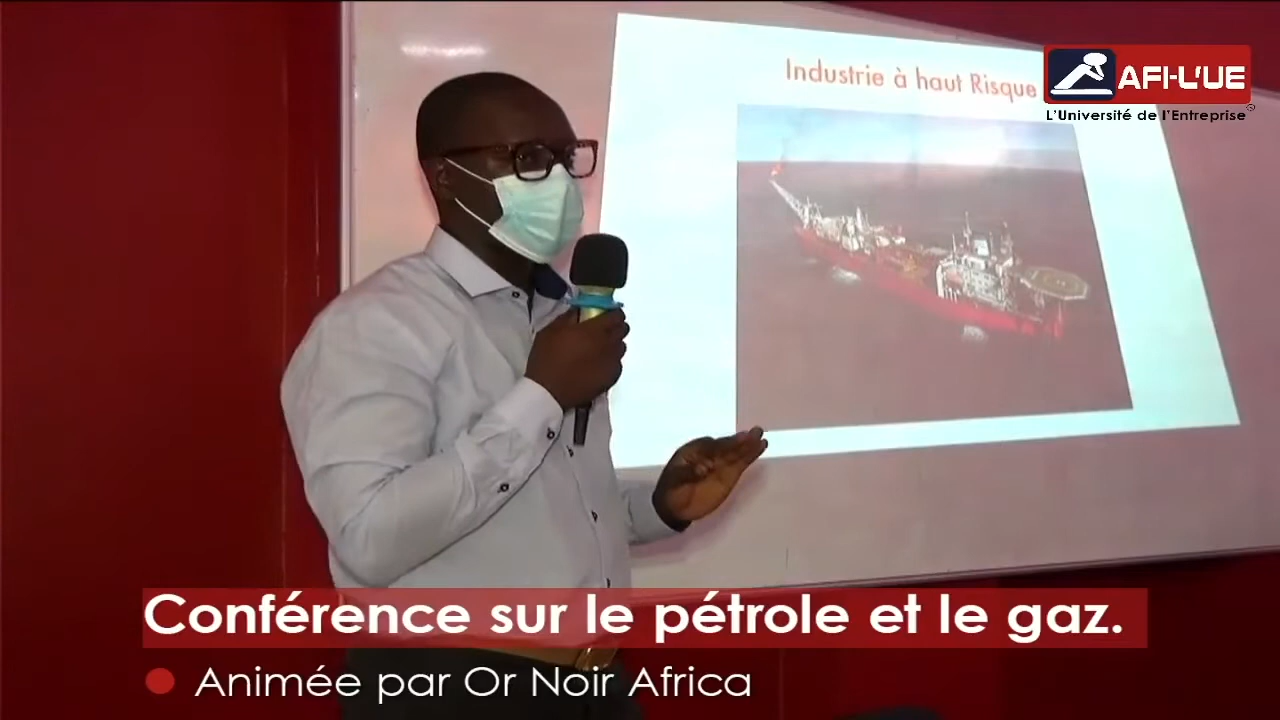 Industrie à haut Risque
AFI-L'UE
L'Université de l'Entreprise
Conférence sur le pétrole et le gaz.
Animée par Or Noir Africa